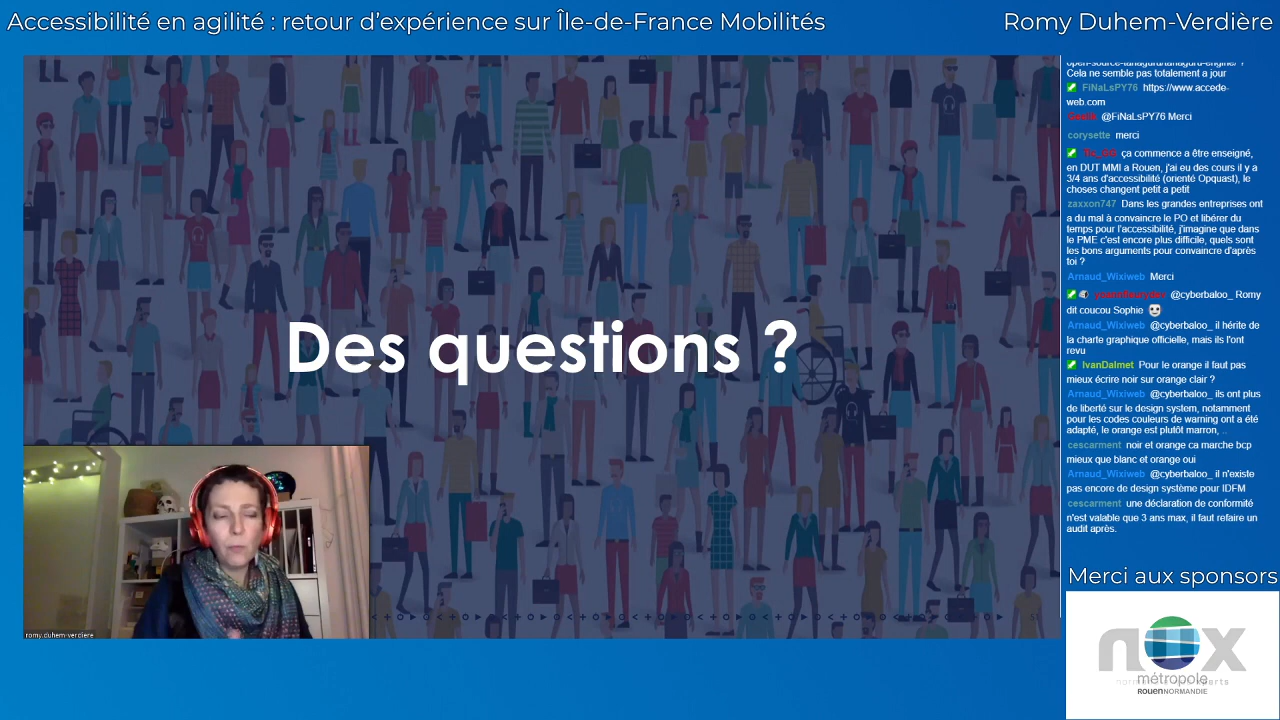 Accessibilité en agilité : retour d'expérience sur Île-de-France Mobilités
Romy Duhem-Verdière
Cela ne semble pas totalement a jour
FiNaLsPY76 https://www.accede-
web.com
@FiNaLsPY76 Merci
corysette merci
ça commence a être enseigné,
en DUT MMI a Rouen, j'ai eu des cours il y a
3/4 ans d'accessibilité (orienté Opquast), le
choses changent petit a petit
zaxxon747 Dans les grandes entreprises ont
a du mal à convaincre le PO et libérer du
temps pour l'accessibilité, j'imagine que dans
le PME c'est encore plus difficile, quels sont
les bons arguments pour convaincre d'après
toi ?
Arnaud_Wixiweb Merci
@cyberbaloo_ Romy
dit coucou Sophie
Arnaud_Wixiweb @cyberbaloo_ il hérite de
la charte graphique officielle, mais ils l'ont
revu
IvanDalmet Pour le orange il faut pas
mieux écrire noir sur orange clair ?
Arnaud_Wixiweb @cyberbaloo_ ils ont plus
de liberté sur le design system, notamment
pour les codes couleurs de warning ont a été
adapté, le orange est plutôt marron, ...
cescarment noir et orange ca marche bcp
mieux que blanc et orange oui
Arnaud_Wixiweb @cyberbaloo_ il n'existe
pas encore de design système pour IDFM
cescarment une déclaration de conformité
n'est valable que 3 ans max, il faut refaire un
audit après.
Des questions ?
romy.duhem-verdiere
Merci aux sponsors
métropole
ROUENNORMANDIE